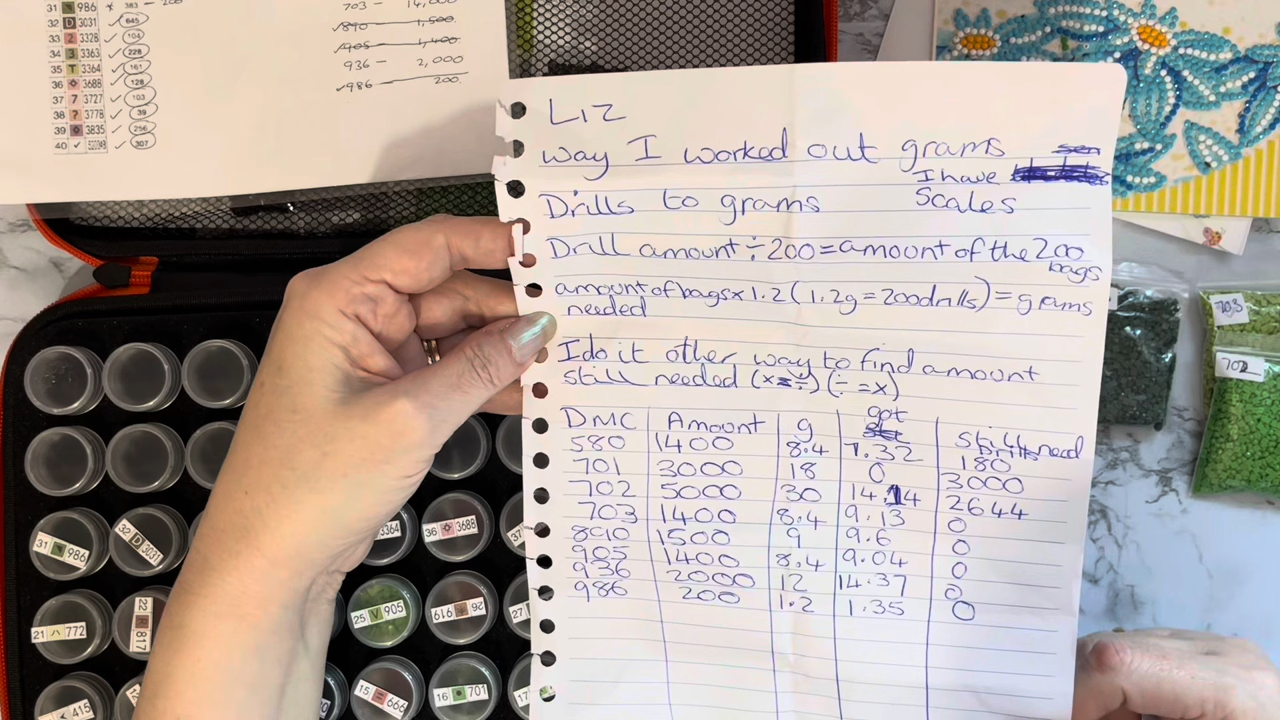 31 986 383 - 200
32 D 3031 645
33 2 3328 104
34 3 3363 228
35 T 3364 161
36 3688 128
37 7 3727 103
38 ? 3778 39
39 3835 256
40 ✓ 307
703 - 14,000
890 1,500
905 1,400
936 - 2,000
986 200
LIZ
way I worked out grams
I have
Drills to grams Scales
Drill amount ÷ 200 = amount of the 200
bags
amount of bags x 1.2 (1.2g = 200 drills) = grams
needed
I do it other way to find amount
still needed (x = ÷) (÷ = x)
DMC Amount g got still need
580 1400 8.4 7.32 180
701 3000 18 0 3000
702 5000 30 14.14 2644
703 1400 8.4 9.13 0
890 1500 9 9.6 0
905 1400 8.4 9.04 0
936 2000 12 14.37 0
986 200 1.2 1.35 0
703
702
31 986
32 D 3031
3364
36 3688
37
21 772
22 817
25 V 905
26 919
27
415
15 666
16 701
17